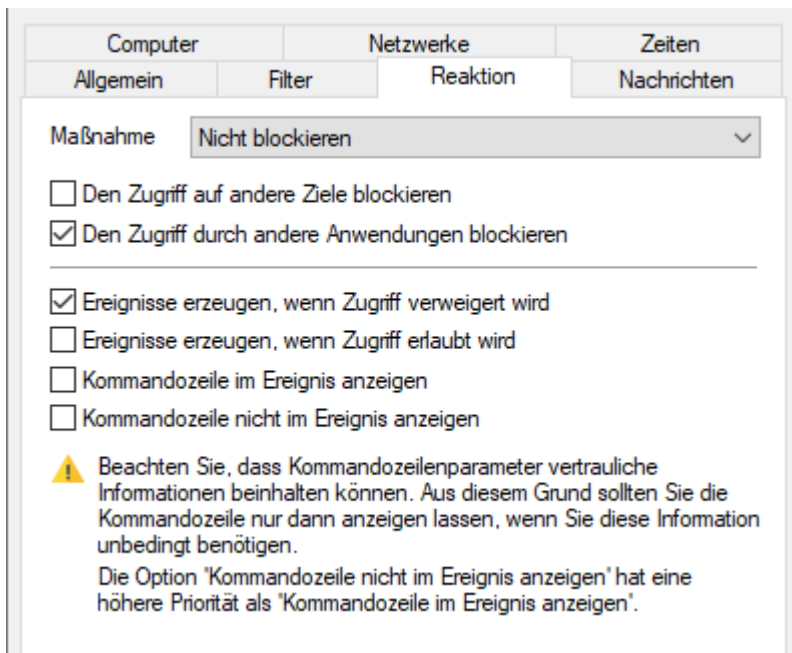 Computer Netzwerke Zeiten
Allgemein Filter Reaktion Nachrichten
Maßnahme Nicht blockieren
Den Zugriff auf andere Ziele blockieren
Den Zugriff durch andere Anwendungen blockieren
Ereignisse erzeugen, wenn Zugriff verweigert wird
Ereignisse erzeugen, wenn Zugriff erlaubt wird
Kommandozeile im Ereignis anzeigen
Kommandozeile nicht im Ereignis anzeigen
Beachten Sie, dass Kommandozeilenparameter vertrauliche
Informationen beinhalten können. Aus diesem Grund sollten Sie die
Kommandozeile nur dann anzeigen lassen, wenn Sie diese Information
unbedingt benötigen.
Die Option "Kommandozeile nicht im Ereignis anzeigen" hat eine
höhere Priorität als "Kommandozeile im Ereignis anzeigen".